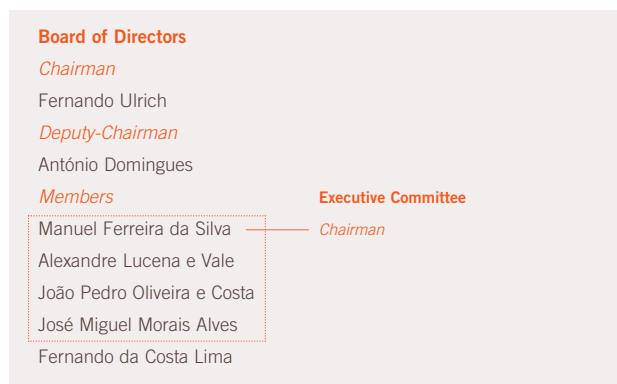 Board of Directors
Chairman
Fernando Ulrich
Deputy-Chairman
António Domingues
Members
Executive Committee
Manuel Ferreira da Silva
Chairman
Alexandre Lucena e Vale
João Pedro Oliveira e Costa
José Miguel Morais Alves
Fernando da Costa Lima